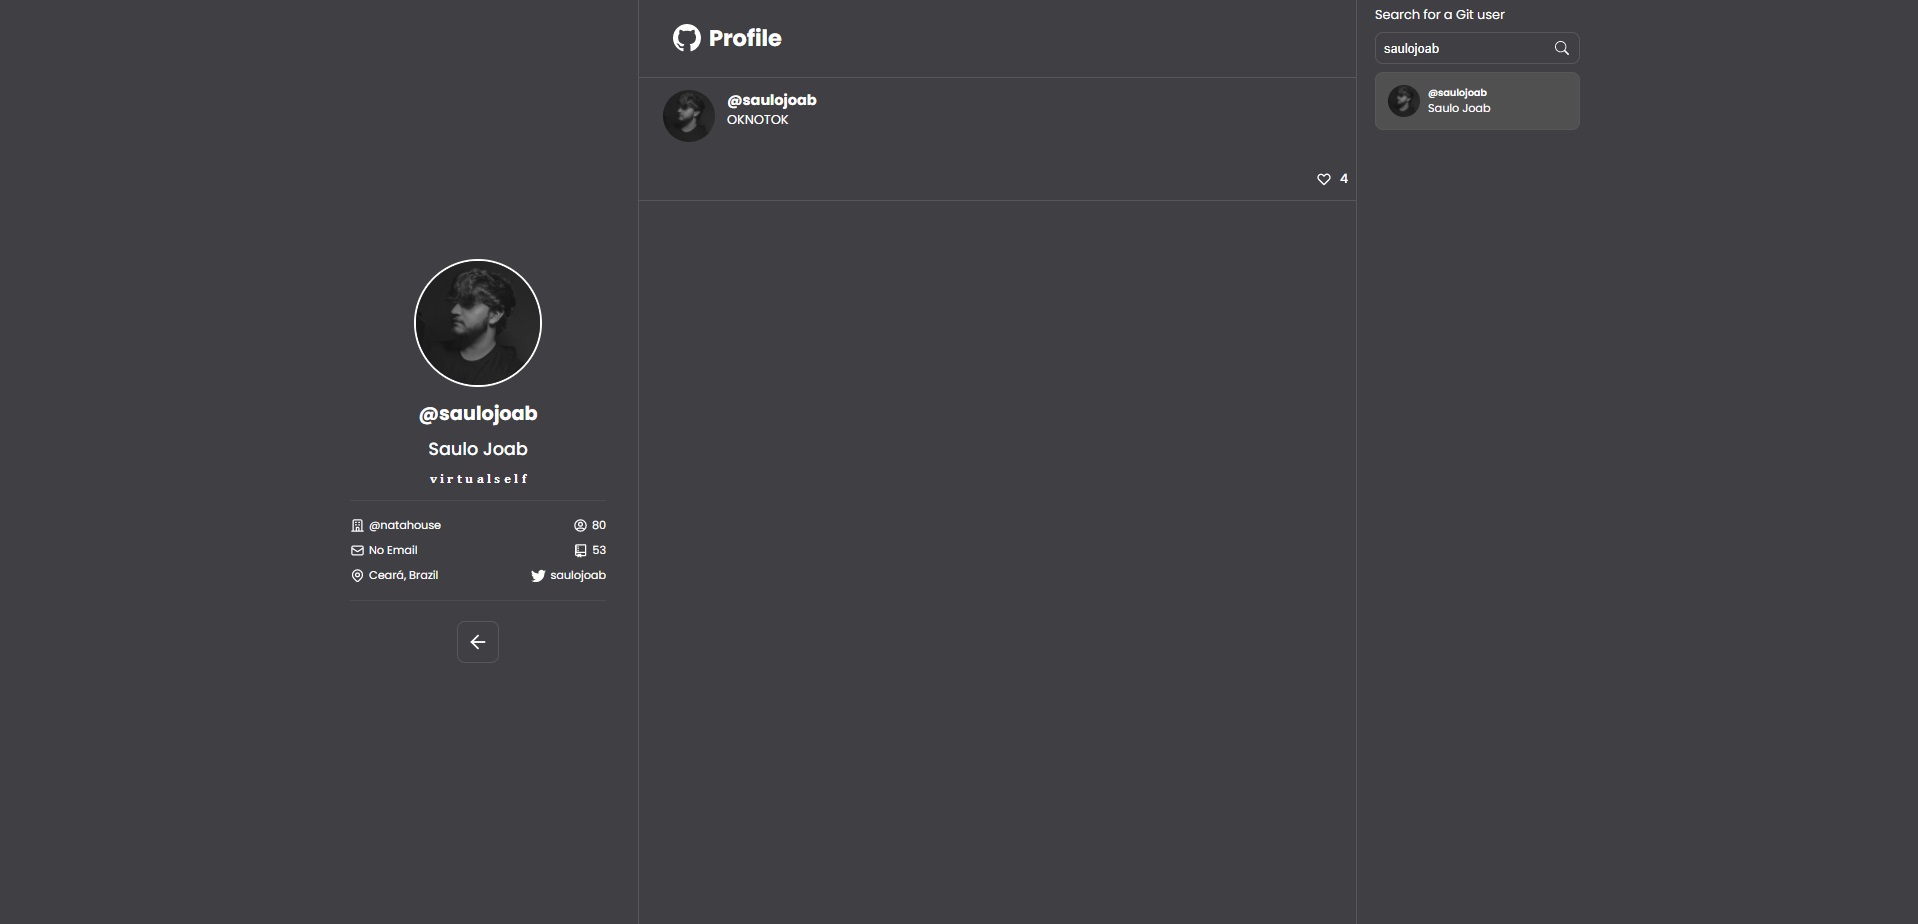 Profile
@saulojoab
OKNOTOK
4
@saulojoab
Saulo Joab
virtualself
@natahouse
80
No Email
53
Ceará, Brazil
saulojoab
Search for a Git user
saulojoab
@saulojoab
Saulo Joab